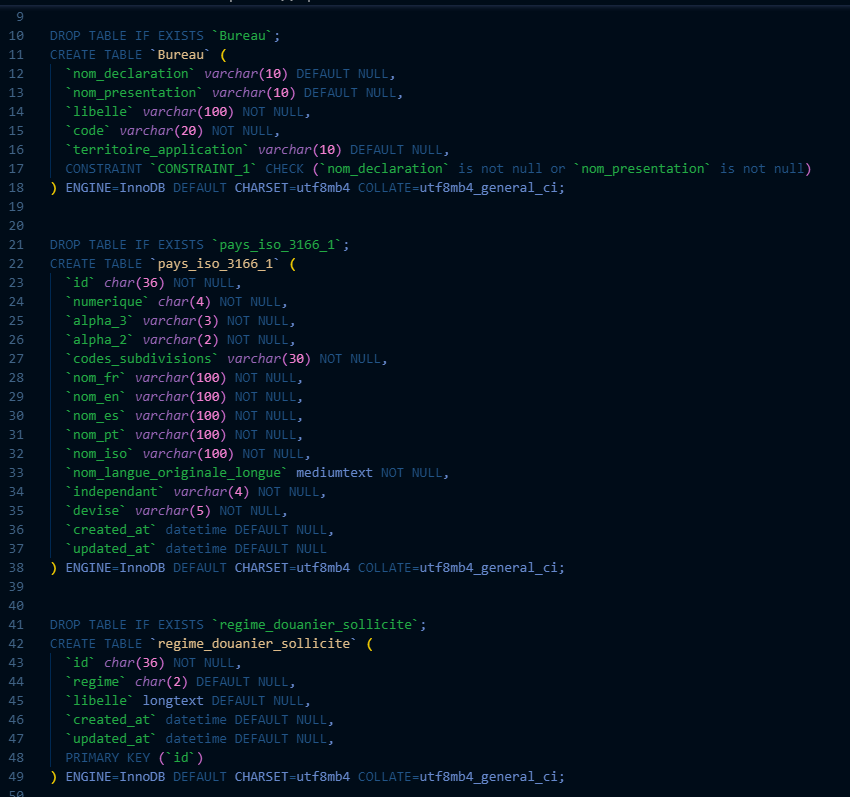 9
10 DROP TABLE IF EXISTS `Bureau`;
11 CREATE TABLE `Bureau` (
12 `nom_declaration` varchar(10) DEFAULT NULL,
13 `nom_presentation` varchar(10) DEFAULT NULL,
14 `libelle` varchar(100) NOT NULL,
15 `code` varchar(20) NOT NULL,
16 `territoire_application` varchar(10) DEFAULT NULL,
17 CONSTRAINT `CONSTRAINT_1` CHECK (`nom_declaration` is not null or `nom_presentation` is not null)
18 ) ENGINE=InnoDB DEFAULT CHARSET=utf8mb4 COLLATE=utf8mb4_general_ci;
19
20
21 DROP TABLE IF EXISTS `pays_iso_3166_1`;
22 CREATE TABLE `pays_iso_3166_1` (
23 `id` char(36) NOT NULL,
24 `numerique` char(4) NOT NULL,
25 `alpha_3` varchar(3) NOT NULL,
26 `alpha_2` varchar(2) NOT NULL,
27 `codes_subdivisions` varchar(30) NOT NULL,
28 `nom_fr` varchar(100) NOT NULL,
29 `nom_en` varchar(100) NOT NULL,
30 `nom_es` varchar(100) NOT NULL,
31 `nom_pt` varchar(100) NOT NULL,
32 `nom_iso` varchar(100) NOT NULL,
33 `nom_langue_originale_longue` mediumtext NOT NULL,
34 `independant` varchar(4) NOT NULL,
35 `devise` varchar(5) NOT NULL,
36 `created_at` datetime DEFAULT NULL,
37 `updated_at` datetime DEFAULT NULL
38 ) ENGINE=InnoDB DEFAULT CHARSET=utf8mb4 COLLATE=utf8mb4_general_ci;
39
40
41 DROP TABLE IF EXISTS `regime_douanier_sollicite`;
42 CREATE TABLE `regime_douanier_sollicite` (
43 `id` char(36) NOT NULL,
44 `regime` char(2) DEFAULT NULL,
45 `libelle` longtext DEFAULT NULL,
46 `created_at` datetime DEFAULT NULL,
47 `updated_at` datetime DEFAULT NULL,
48 PRIMARY KEY (`id`)
49 ) ENGINE=InnoDB DEFAULT CHARSET=utf8mb4 COLLATE=utf8mb4_general_ci;
50